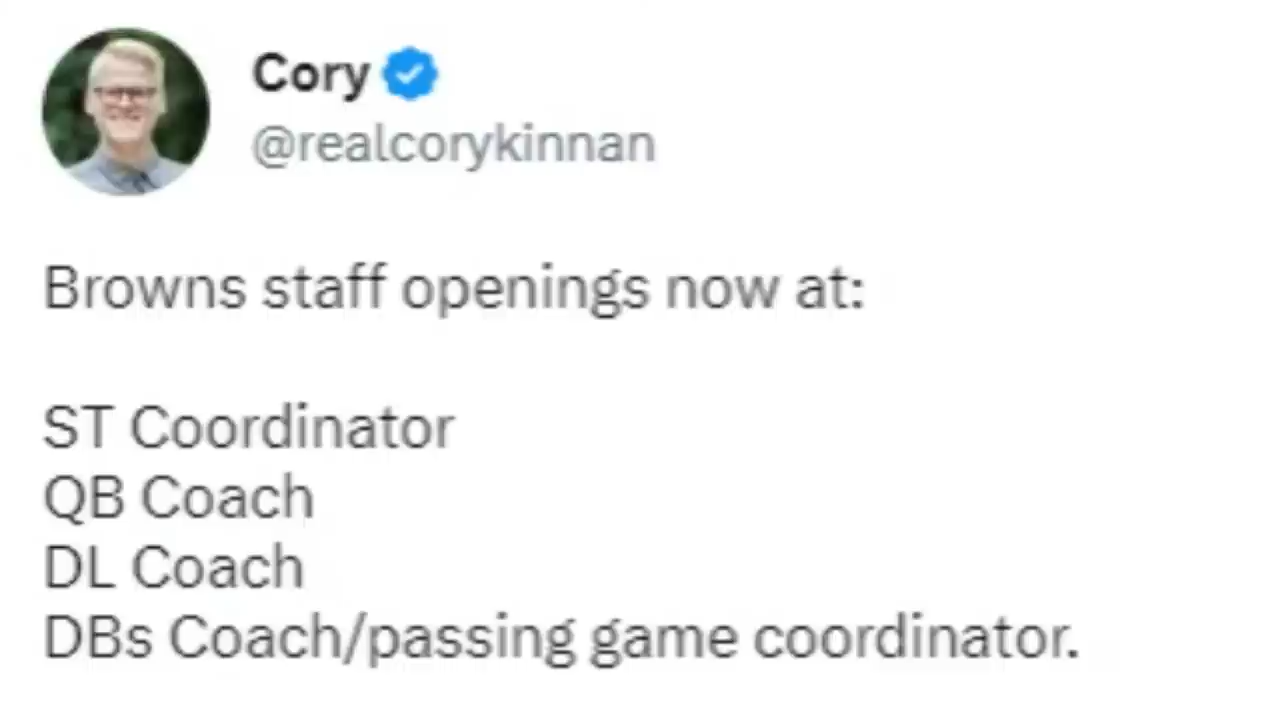 Cory
@realcorykinnan
Browns staff openings now at:
ST Coordinator
QB Coach
DL Coach
DBs Coach/passing game coordinator.